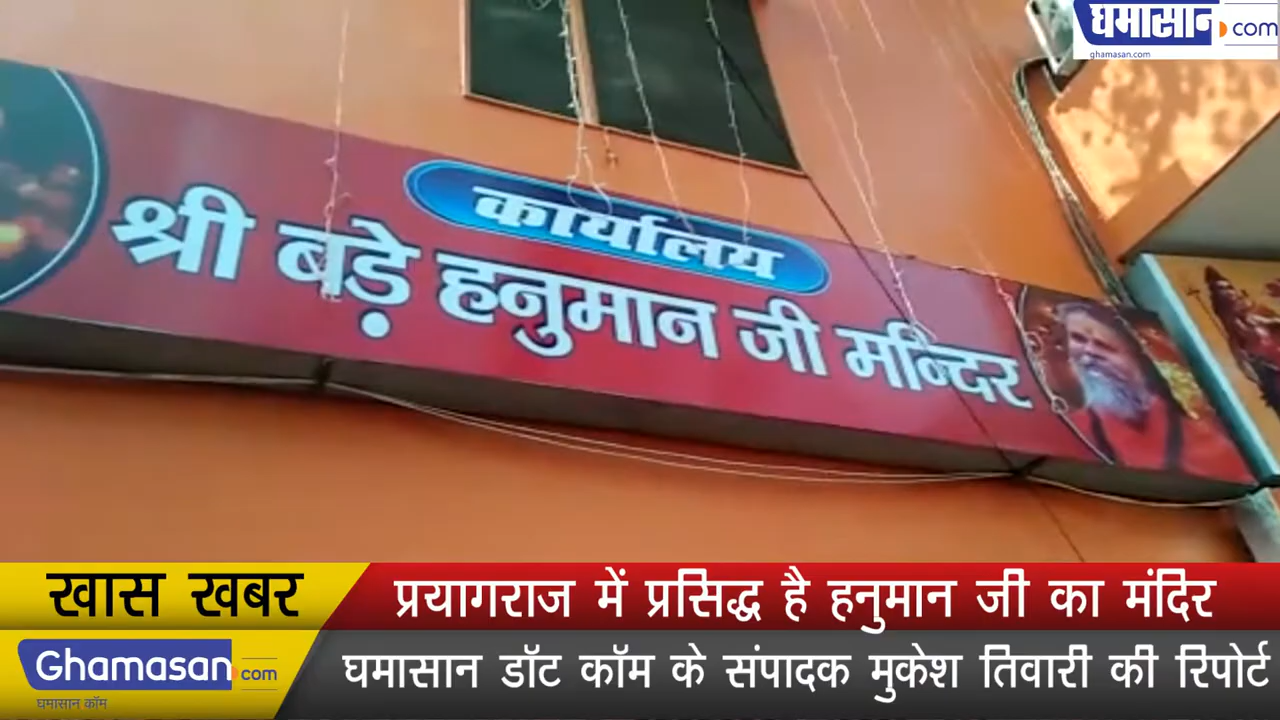 घमासान.com
ghamasan.com
कार्यालय
श्री बड़े हनुमान जी मन्दिर
खास खबर
प्रयागराज में प्रसिद्ध है हनुमान जी का मंदिर
Ghamasan.com
घमासान कॉम
घमासान डॉट कॉम के संपादक मुकेश तिवारी की रिपोर्ट